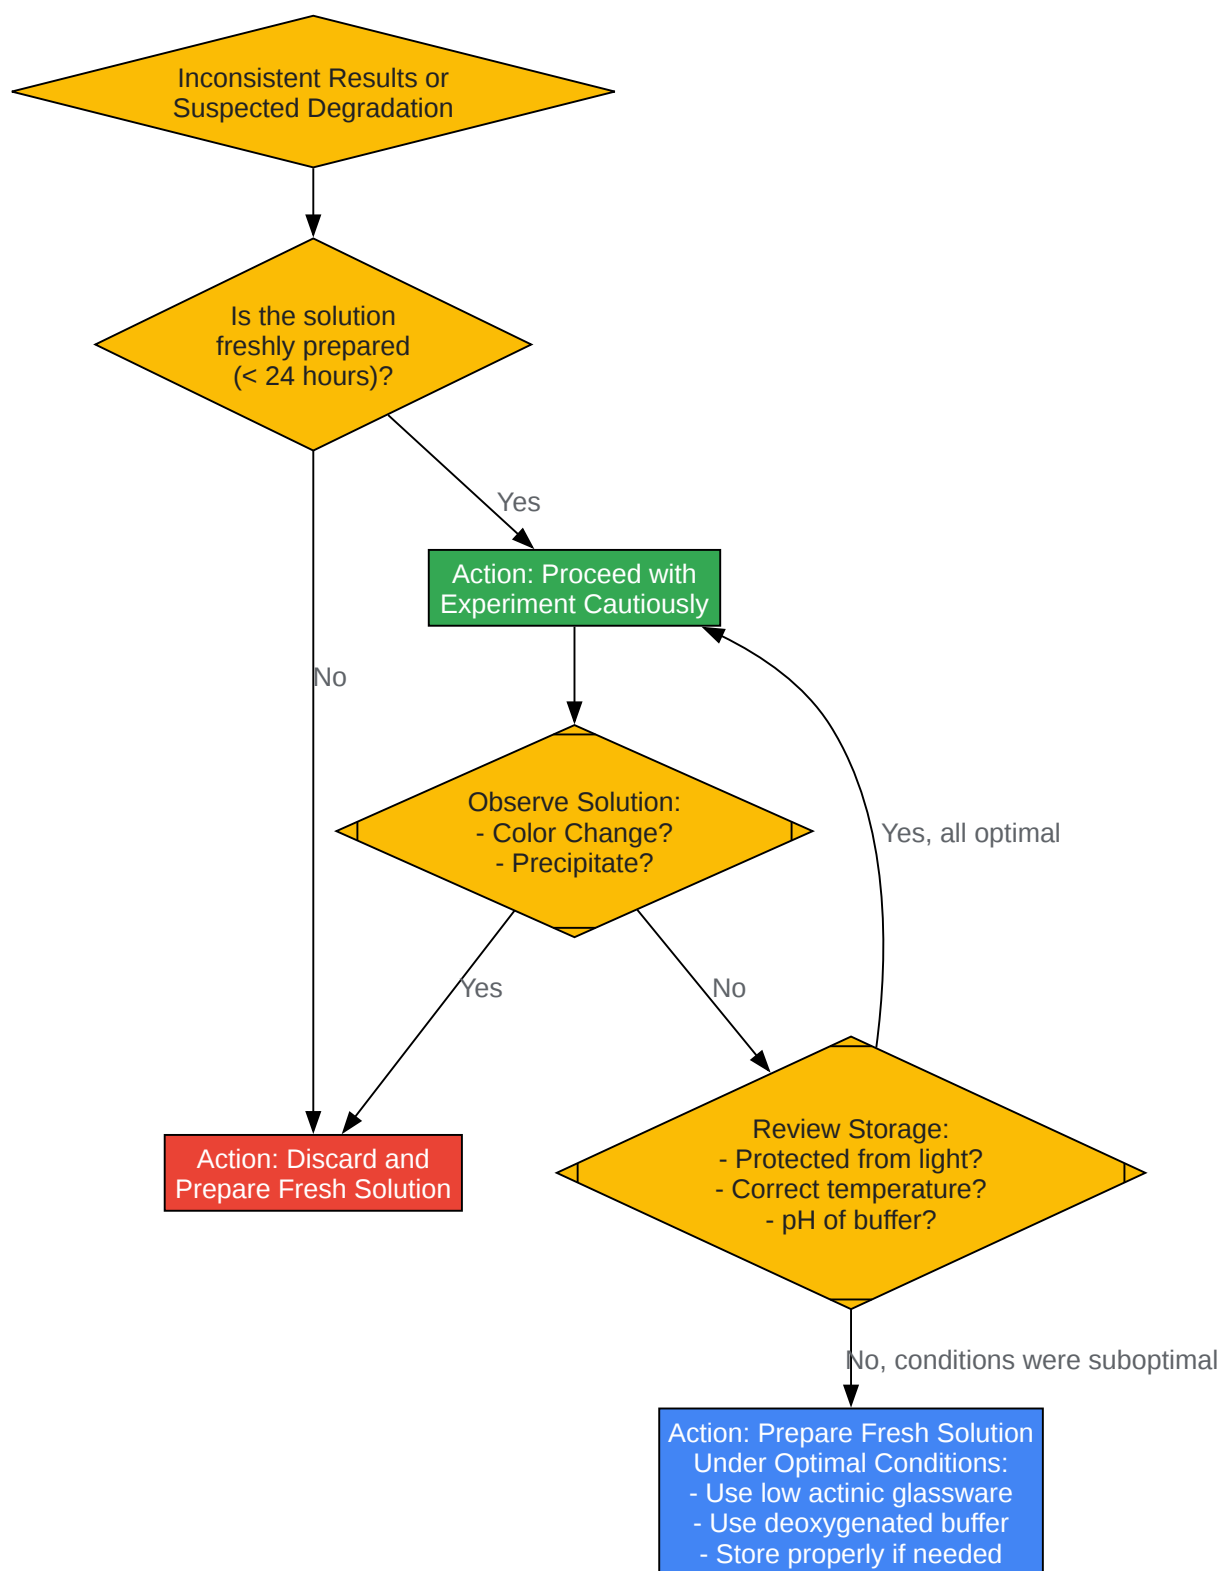 Inconsistent Results or
Suspected Degradation
Is the solution
freshly prepared
(< 24 hours)?
Yes
Action: Proceed with
Experiment Cautiously
No
Observe Solution:
- Color Change?
- Precipitate?
Yes, all optimal
Yes
No
Action: Discard and
Prepare Fresh Solution
Review Storage:
- Protected from light?
- Correct temperature?
- pH of buffer?
No, conditions were suboptimal
Action: Prepare Fresh Solution
Under Optimal Conditions:
- Use low actinic glassware
- Use deoxygenated buffer
- Store properly if needed